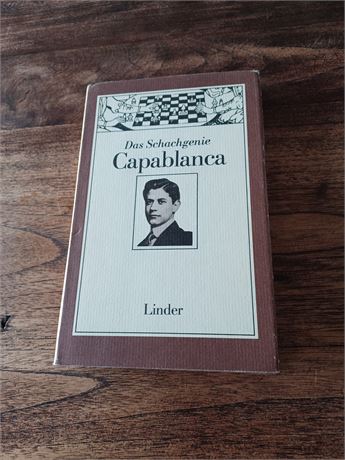 Das Schachgenie
Capablanca
Linder